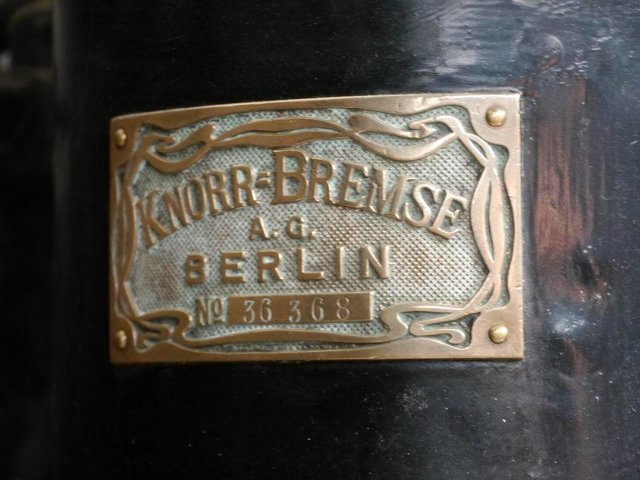 KNORR=BREMSE
A.G.
BERLIN
No 36 368